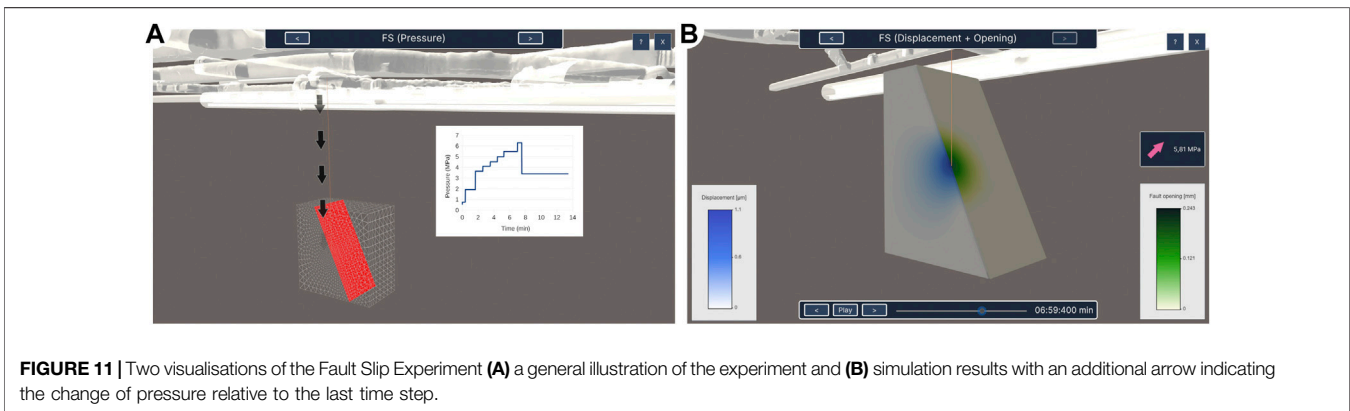 A
< FS (Pressure) >
? X
7
6
5
4
3
2
1
0
Pressure (MPa)
0 2 4 6 8 10 12 14
Time (min)
B
< FS (Displacement + Opening) >
? X
5,81 MPa
Displacement [µm]
1.1
0.6
0
Fault opening [mm]
0.243
0.121
0
< Play > 06:59:400 min
FIGURE 11 | Two visualisations of the Fault Slip Experiment (A) a general illustration of the experiment and (B) simulation results with an additional arrow indicating
the change of pressure relative to the last time step.